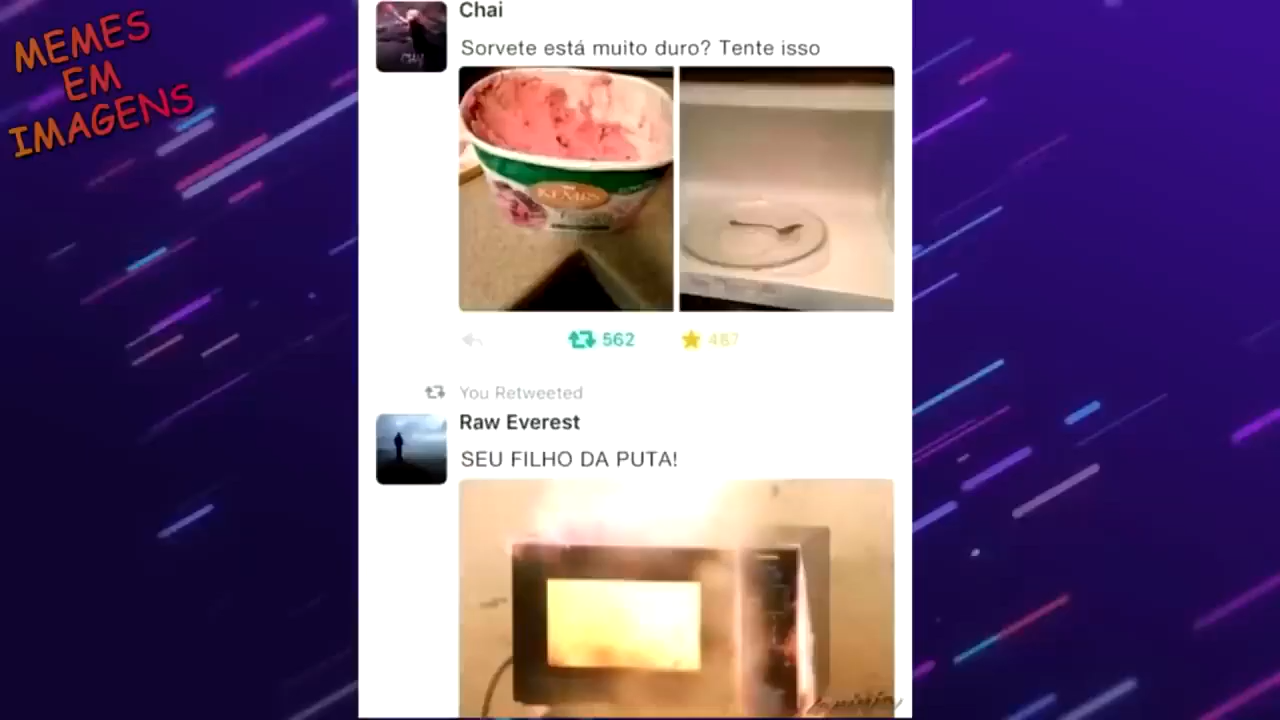 MEMES
EM
IMAGENS
Chai
Sorvete está muito duro? Tente isso
KEMPS
562
487
You Retweeted
Raw Everest
SEU FILHO DA PUTA!